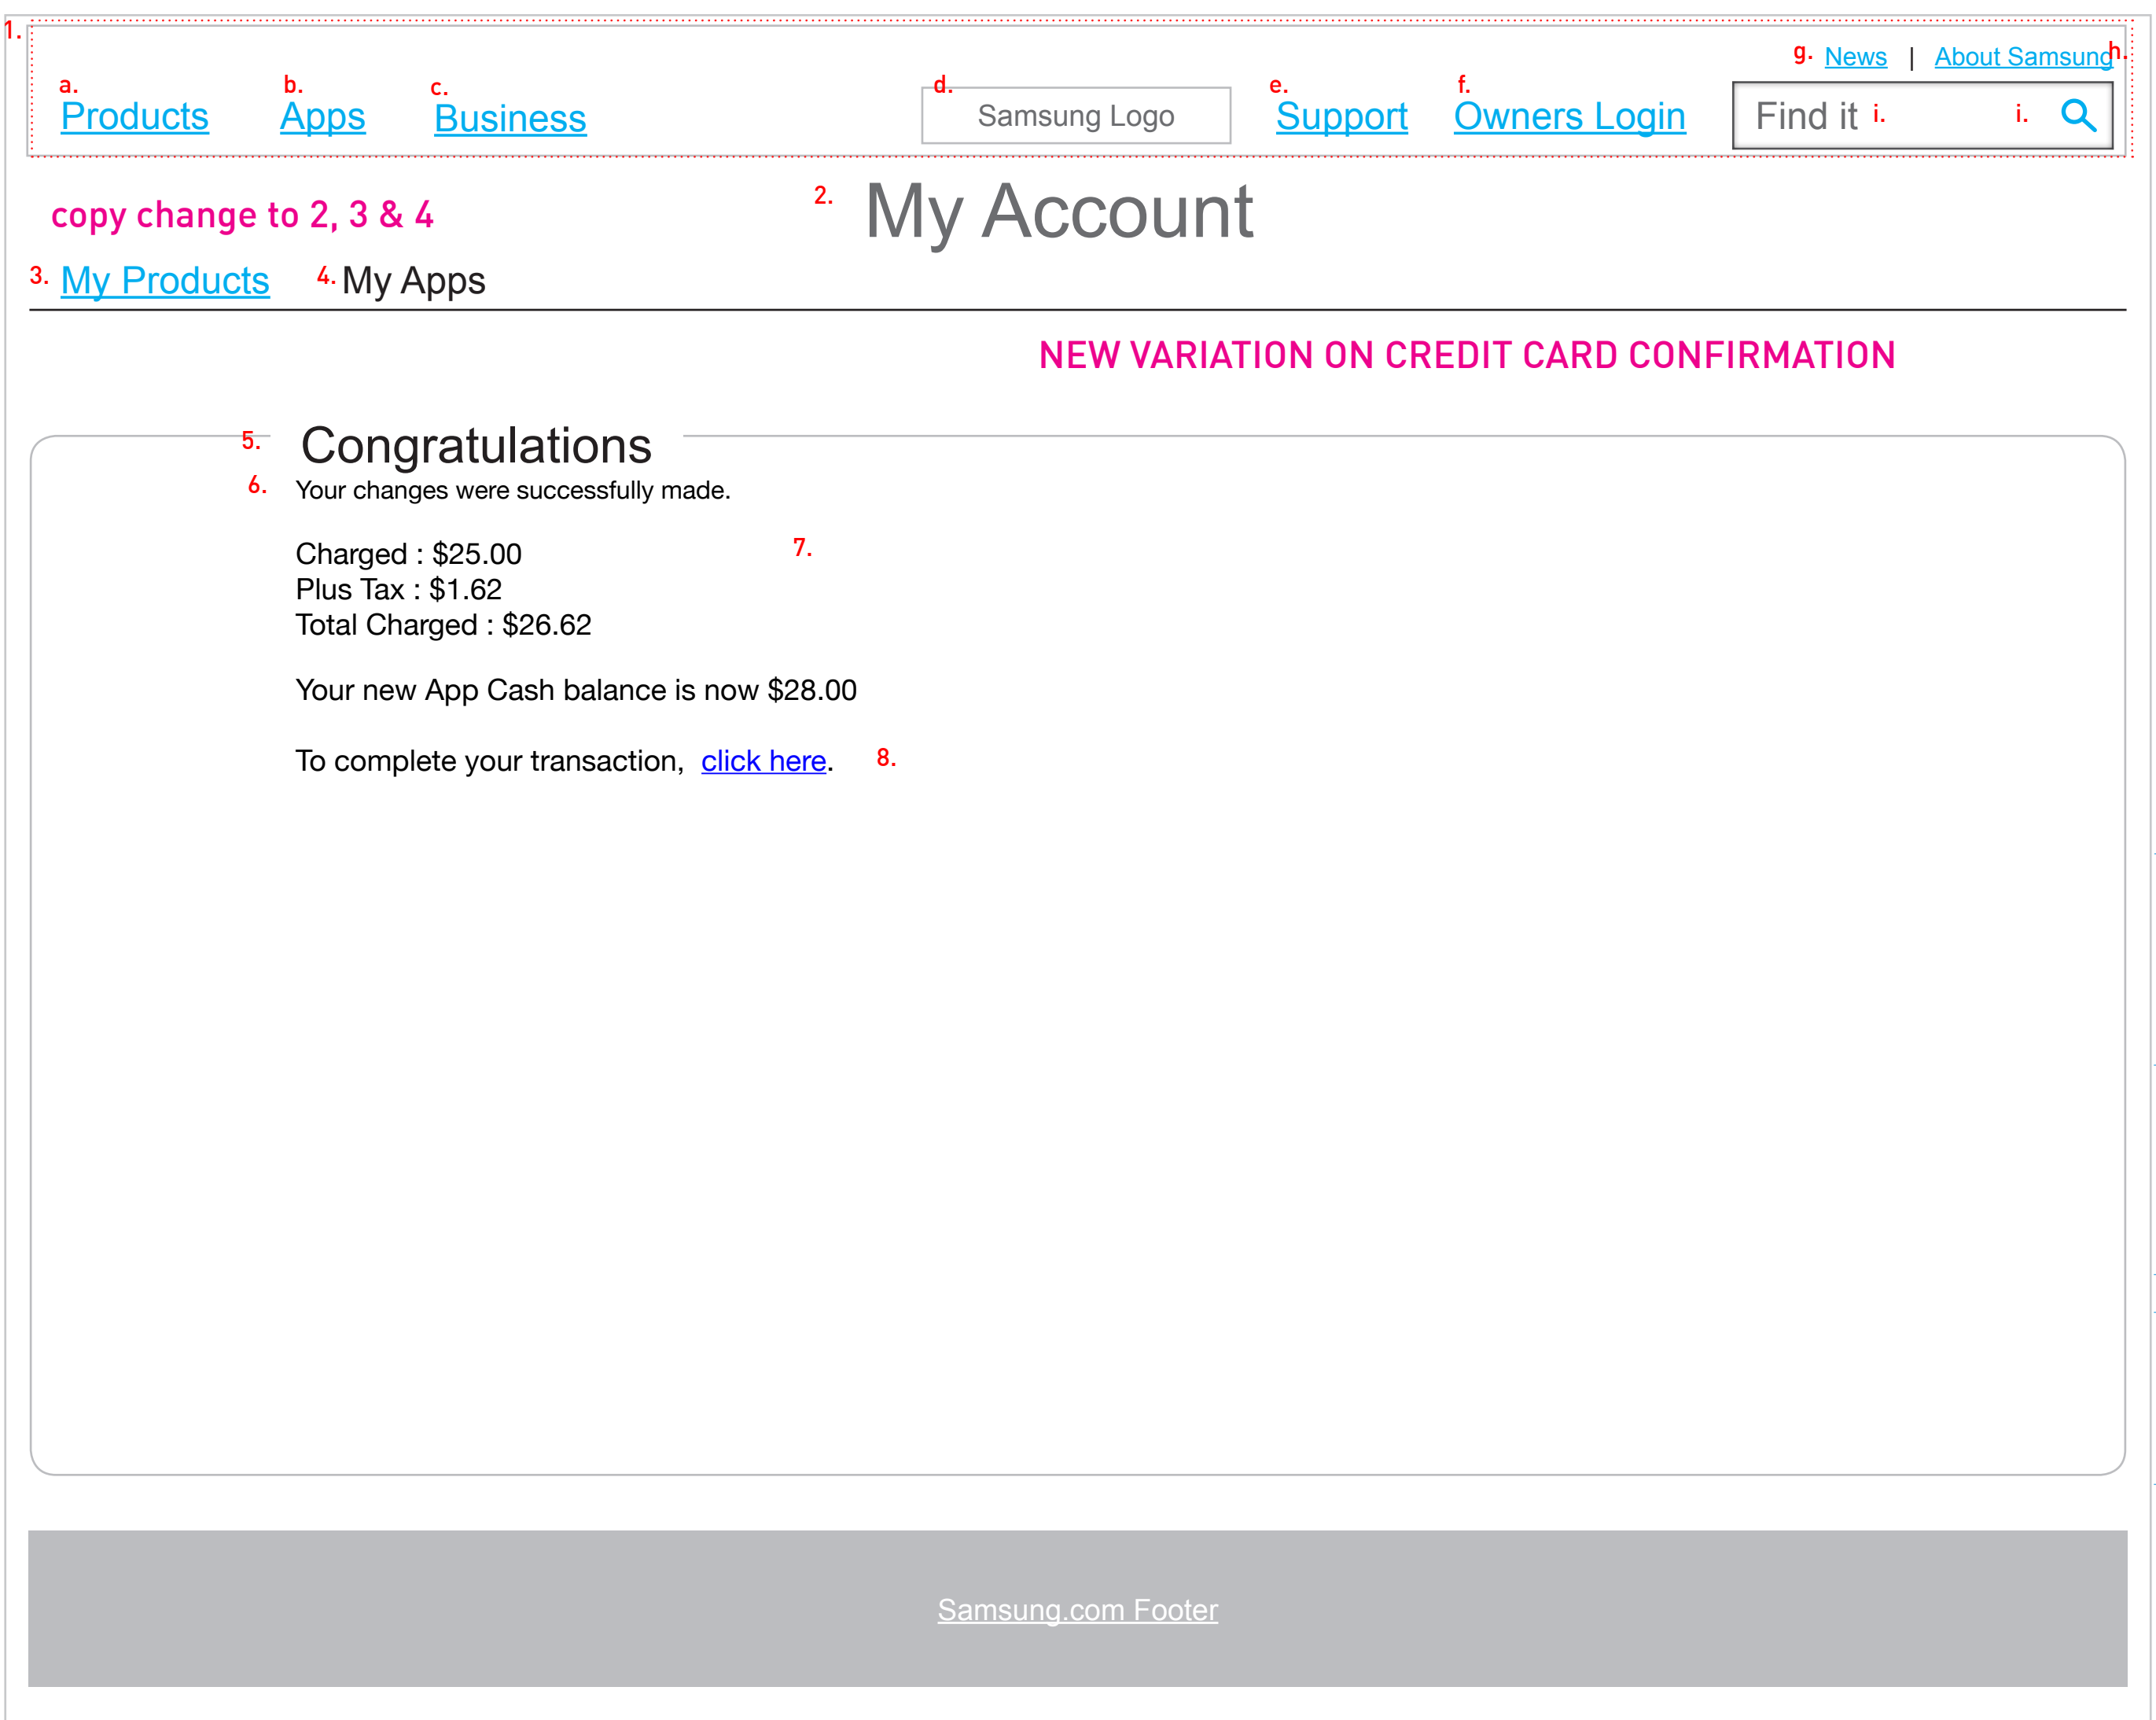 1.
g. News | About Samsung h.
a. b. c. d. e. f.
Products Apps Business Samsung Logo Support Owners Login Find it i. i.
copy change to 2, 3 & 4
2. My Account
3. My Products 4. My Apps
NEW VARIATION ON CREDIT CARD CONFIRMATION
5. Congratulations
6. Your changes were successfully made.
Charged : $25.00 7.
Plus Tax : $1.62
Total Charged : $26.62
Your new App Cash balance is now $28.00
To complete your transaction, click here. 8.
Samsung.com Footer